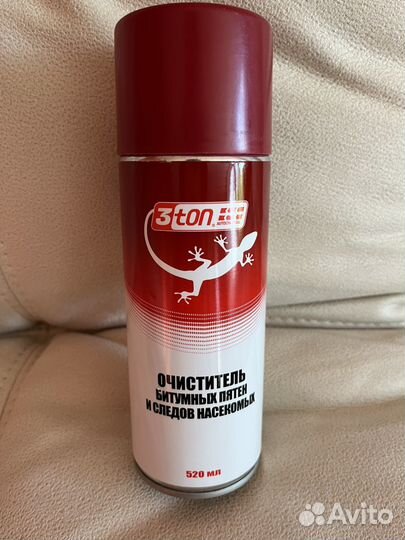 3ton
ОЧИСТИТЕЛЬ
БИТУМНЫХ ПЯТЕН
И СЛЕДОВ НАСЕКОМЫХ
520 мл
Avito